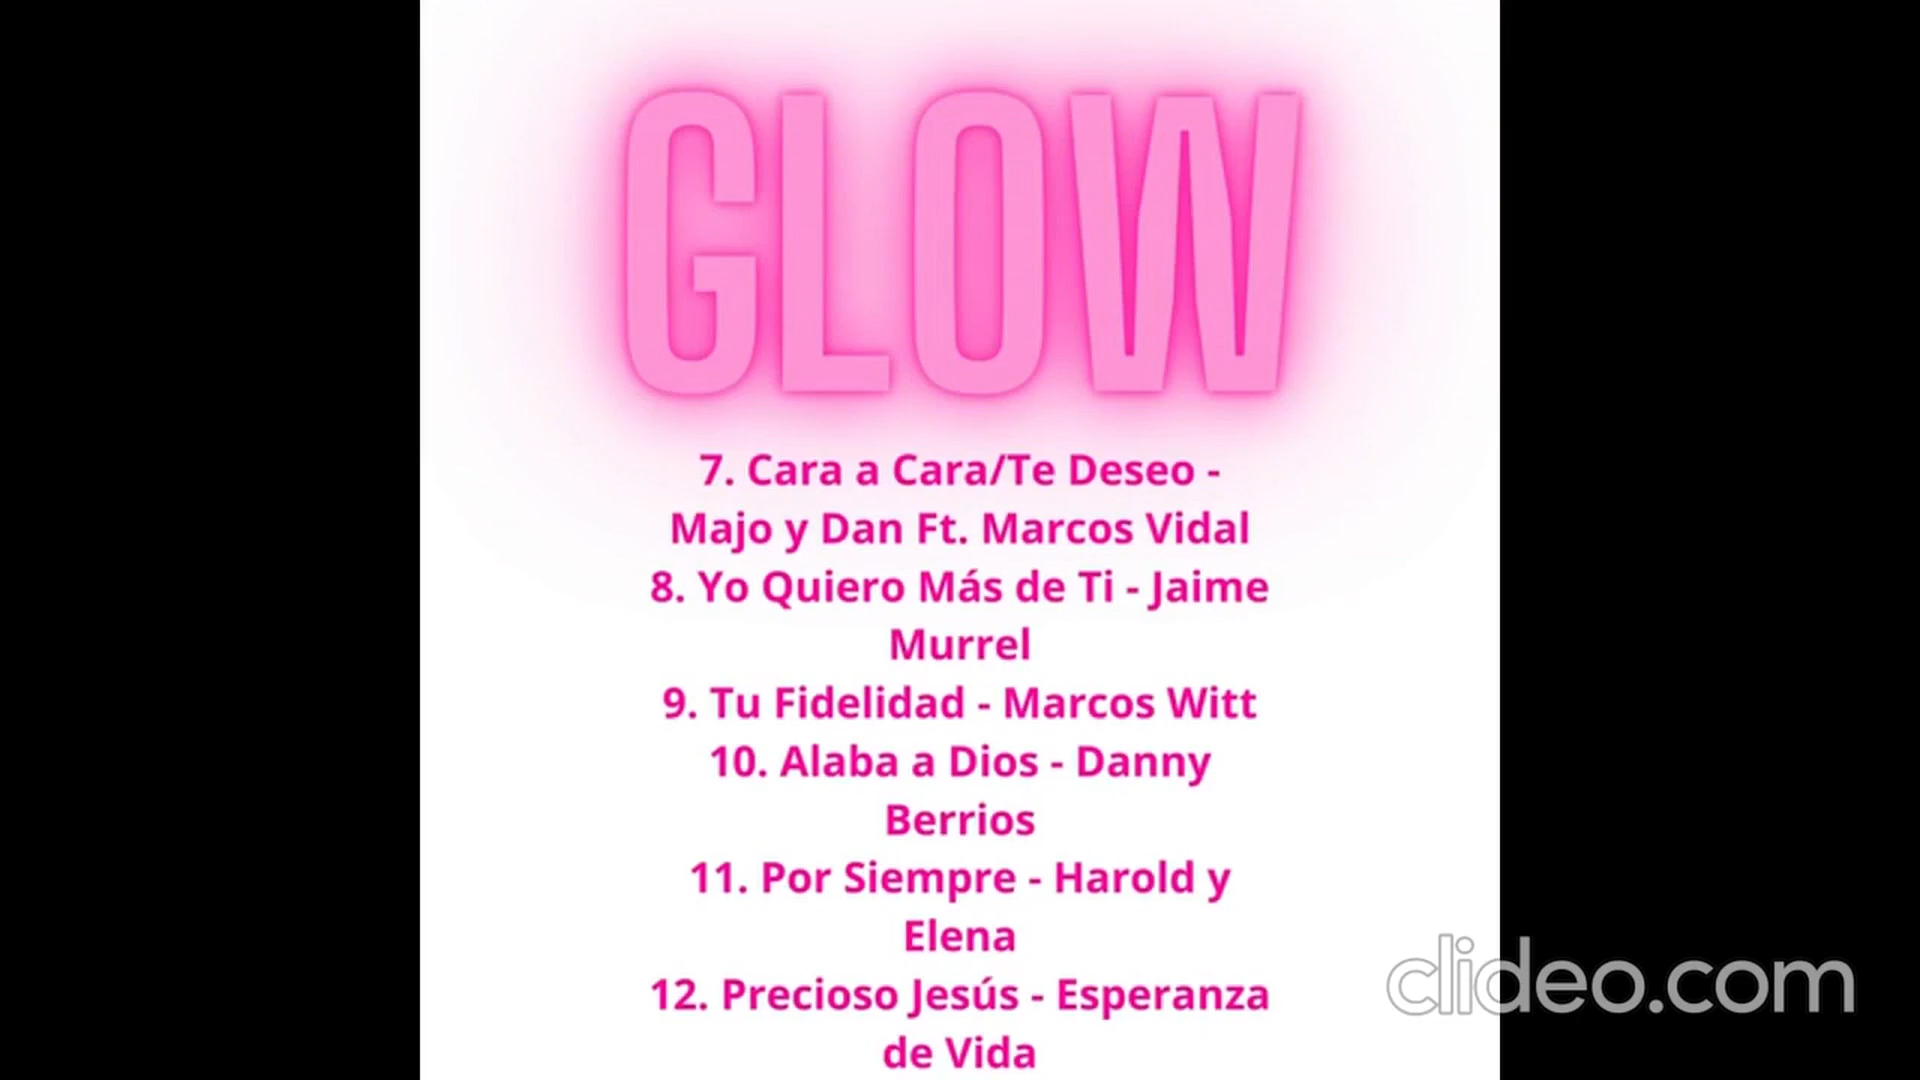 GLOW
7. Cara a Cara/Te Deseo -
Majo y Dan Ft. Marcos Vidal
8. Yo Quiero Más de Ti - Jaime
Murrel
9. Tu Fidelidad - Marcos Witt
10. Alaba a Dios - Danny
Berrios
11. Por Siempre - Harold y
Elena
12. Precioso Jesús - Esperanza
de Vida
clideo.com